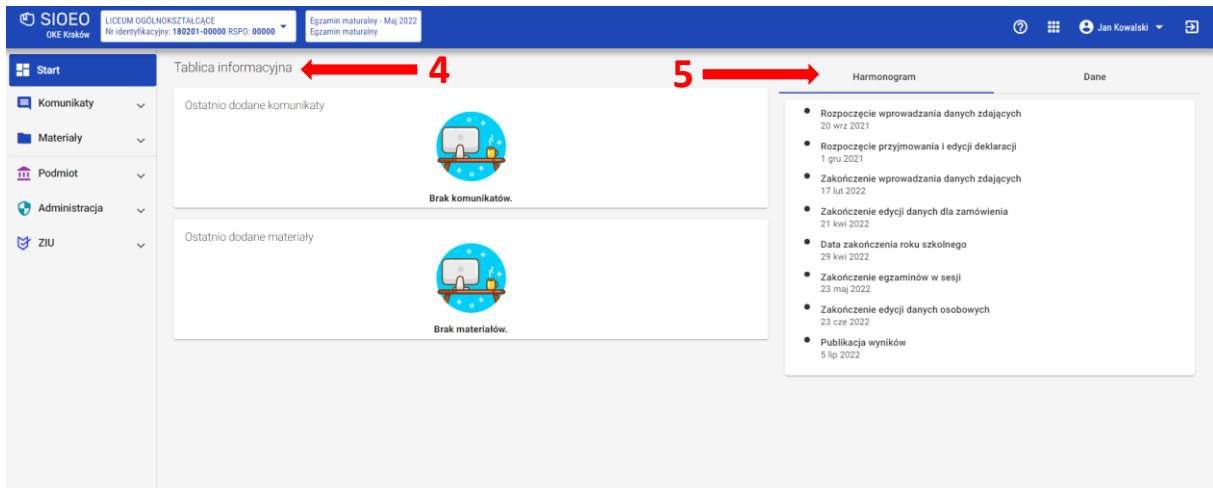 SIOEO
OKE Kraków
LICEUM OGÓLNOKSZTAŁCĄCE
Nr identyfikacyjny: 180201-00000 RSPO: 00000
Egzamin maturalny - Maj 2022
Egzamin maturalny
Jan Kowalski
Start
Komunikaty
Materiały
Podmiot
Administracja
ZIU
Tablica informacyjna
4
Ostatnio dodane komunikaty
Brak komunikatów.
Ostatnio dodane materiały
Brak materiałów.
5
Harmonogram
Dane
Rozpoczęcie wprowadzania danych zdających
20 wrz 2021
Rozpoczęcie przyjmowania i edycji deklaracji
1 gru 2021
Zakończenie wprowadzania danych zdających
17 lut 2022
Zakończenie edycji danych dla zamówienia
21 kwi 2022
Data zakończenia roku szkolnego
29 kwi 2022
Zakończenie egzaminów w sesji
23 maj 2022
Zakończenie edycji danych osobowych
23 cze 2022
Publikacja wyników
5 lip 2022